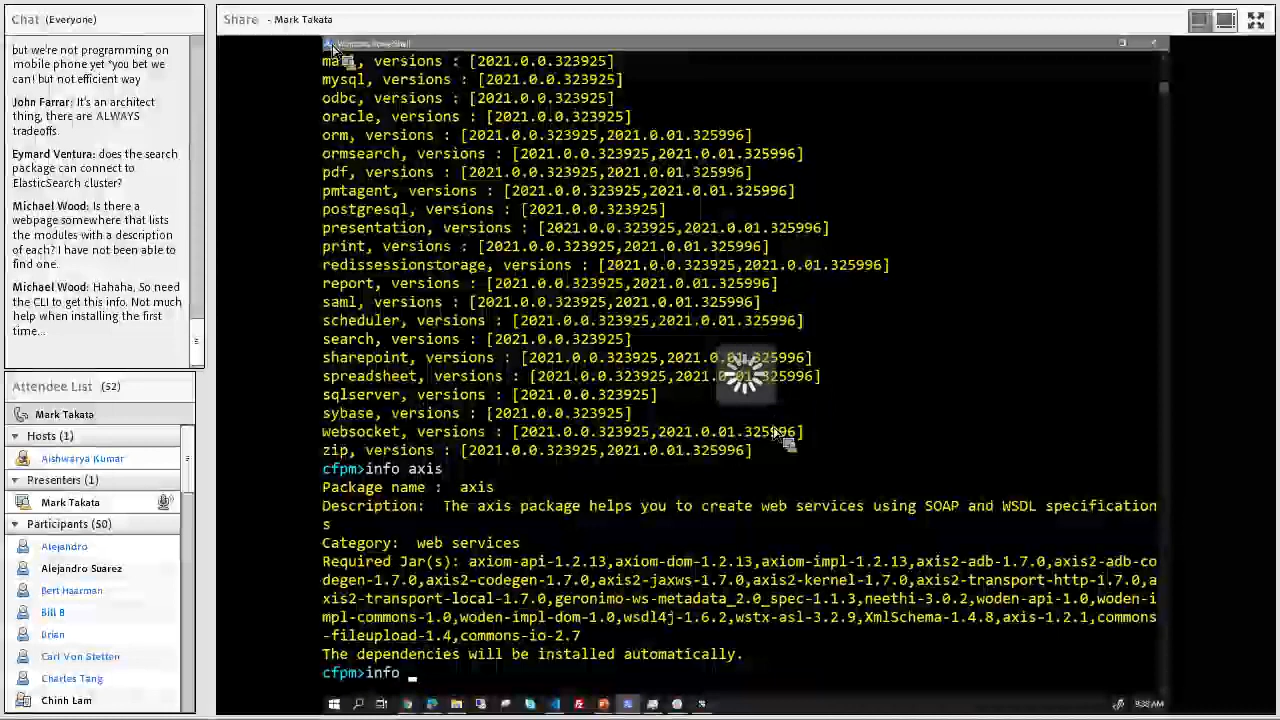 Chat (Everyone)
but we're not programming on
mobile phone yet *you bet we
can! but not efficient way
John Farrar: It's an architect
thing, there are ALWAYS
tradeoffs.
Eymard Ventura: does the search
package can connect to
ElasticSearch cluster?
Michael Wood: Is there a
webpage somewhere that lists
the modules with a description
of each? I have not been able to
find one.
Michael Wood: Hahaha, So need
the CLI to get this info. Not much
help when installing the first
time...
Attendee List (52)
Mark Takata
Hosts (1)
Aishwarya Kumar
Presenters (1)
Mark Takata
Participants (50)
Alejandro
Alejandro Suarez
Bert Haarman
Bill B
Brian
Carl Von Stetten
Charles Tang
Chinh Lam
Share - Mark Takata
Windows PowerShell
versions : [2021.0.0.323925]
mysql, versions : [2021.0.0.323925]
odbc, versions : [2021.0.0.323925]
oracle, versions : [2021.0.0.323925]
orm, versions : [2021.0.0.323925,2021.0.01.325996]
ormsearch, versions : [2021.0.0.323925,2021.0.01.325996]
pdf, versions : [2021.0.0.323925,2021.0.01.325996]
pmtagent, versions : [2021.0.0.323925,2021.0.01.325996]
postgresql, versions : [2021.0.0.323925]
presentation, versions : [2021.0.0.323925,2021.0.01.325996]
print, versions : [2021.0.0.323925,2021.0.01.325996]
redissessionstorage, versions : [2021.0.0.323925,2021.0.01.325996]
report, versions : [2021.0.0.323925,2021.0.01.325996]
saml, versions : [2021.0.0.323925,2021.0.01.325996]
scheduler, versions : [2021.0.0.323925,2021.0.01.325996]
search, versions : [2021.0.0.323925]
sharepoint, versions : [2021.0.0.323925,2021.0.01.325996]
spreadsheet, versions : [2021.0.0.323925,2021.0.01.325996]
sqlserver, versions : [2021.0.0.323925]
sybase, versions : [2021.0.0.323925]
websocket, versions : [2021.0.0.323925,2021.0.01.325996]
zip, versions : [2021.0.0.323925,2021.0.01.325996]
cfpm>info axis
Package name : axis
Description: The axis package helps you to create web services using SOAP and WSDL specification
s
Category: web services
Required Jar(s): axiom-api-1.2.13,axiom-dom-1.2.13,axiom-impl-1.2.13,axis2-adb-1.7.0,axis2-adb-co
degen-1.7.0,axis2-codegen-1.7.0,axis2-jaxws-1.7.0,axis2-kernel-1.7.0,axis2-transport-http-1.7.0,a
xis2-transport-local-1.7.0,geronimo-ws-metadata_2.0_spec-1.1.3,neethi-3.0.2,woden-api-1.0,woden-i
mpl-commons-1.0,woden-impl-dom-1.0,wsdl4j-1.6.2,wstx-asl-3.2.9,XmlSchema-1.4.8,axis-1.2.1,commons
-fileupload-1.4,commons-io-2.7
The dependencies will be installed automatically.
cfpm>info _
9:38 AM